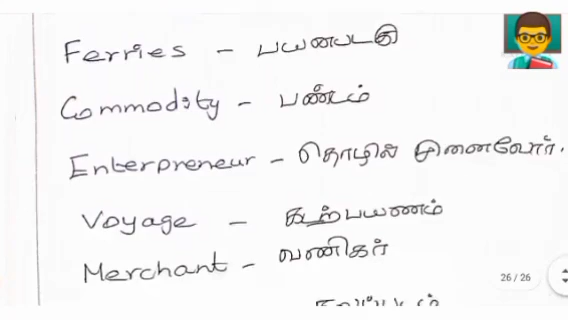 Ferries - பயணபடகு
Commodity - பண்டம்
Enterpreneur - தொழில் முனைவோர்.
Voyage - கடற்பயணம்
Merchant - வணிகர்
26 / 26